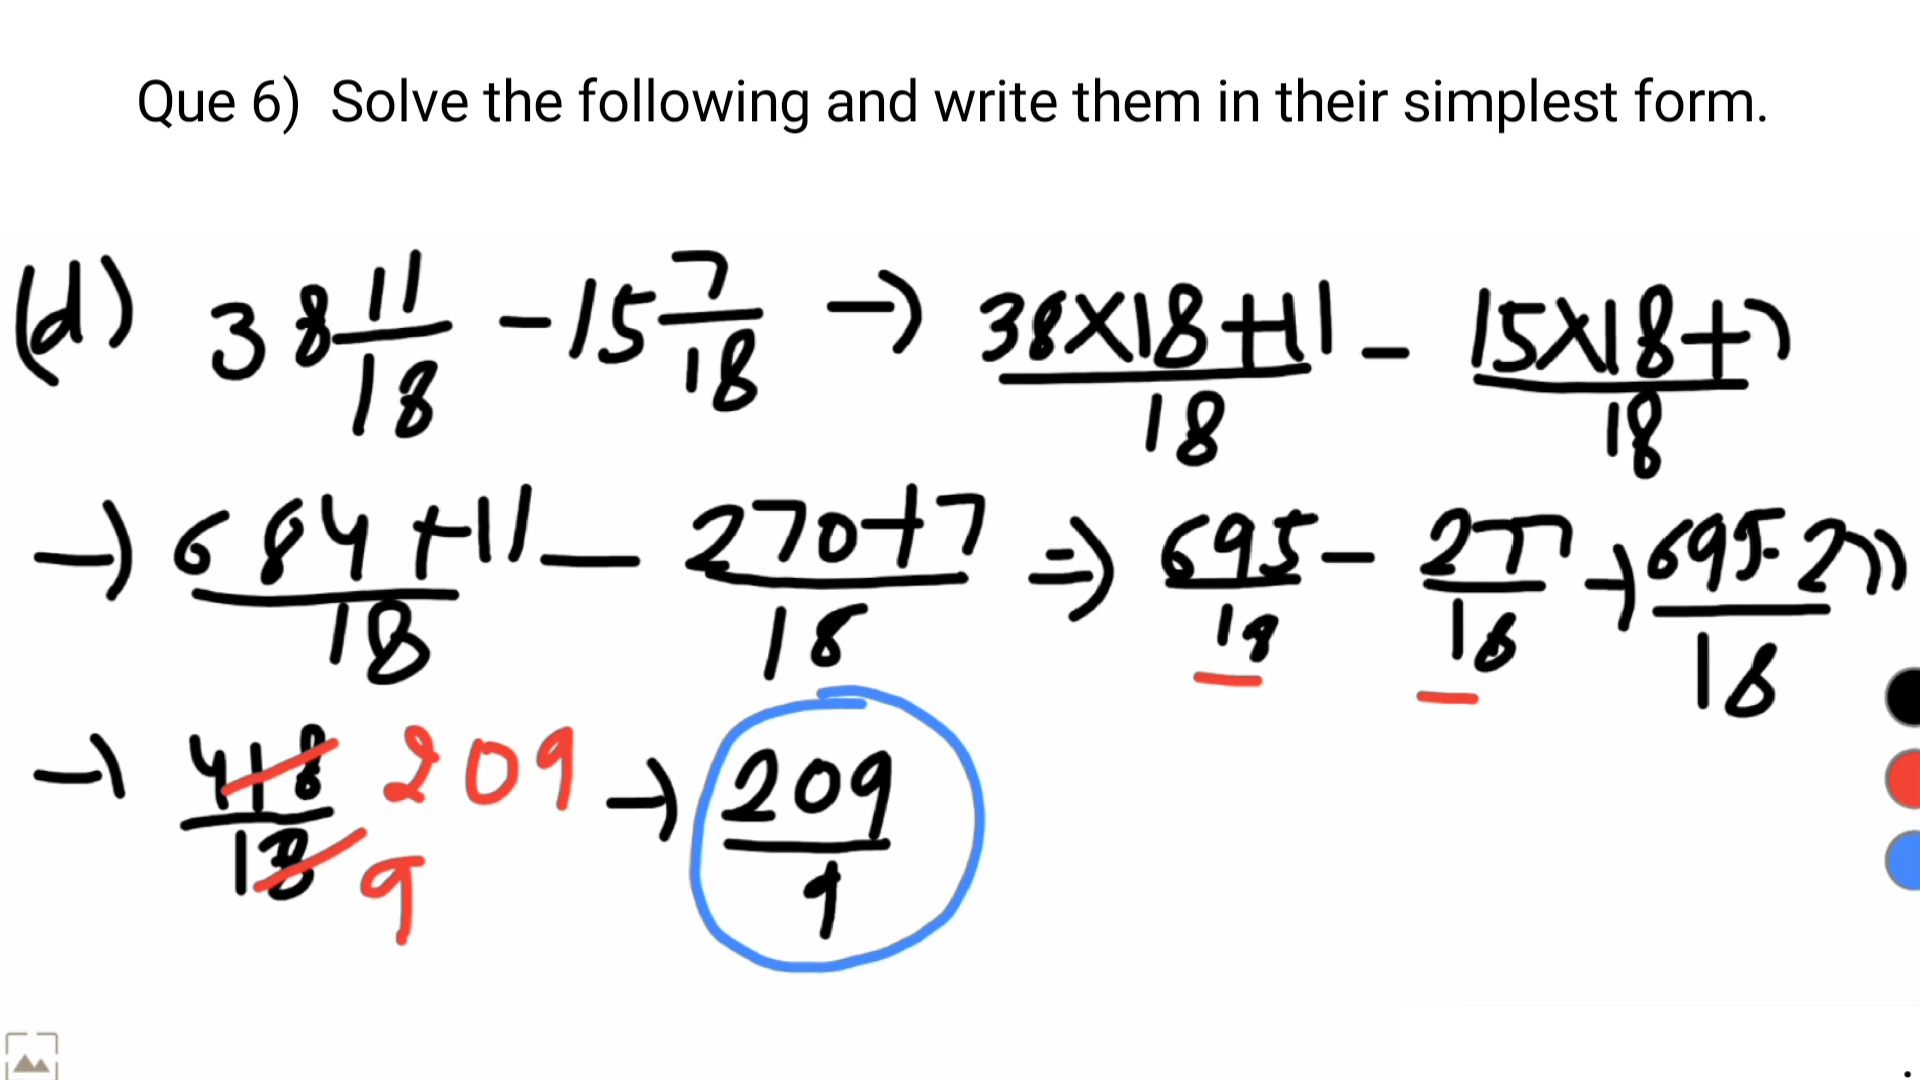 Que 6) Solve the following and write them in their simplest form.
(d) 38 11/18 - 15 7/18 → 38×18+11/18 - 15×18+7/18
→ 684+11/18 - 270+7/18 ⇒ 695/18 - 277/18 → 695-277/18
→ 418/18 209/9 → 209/9